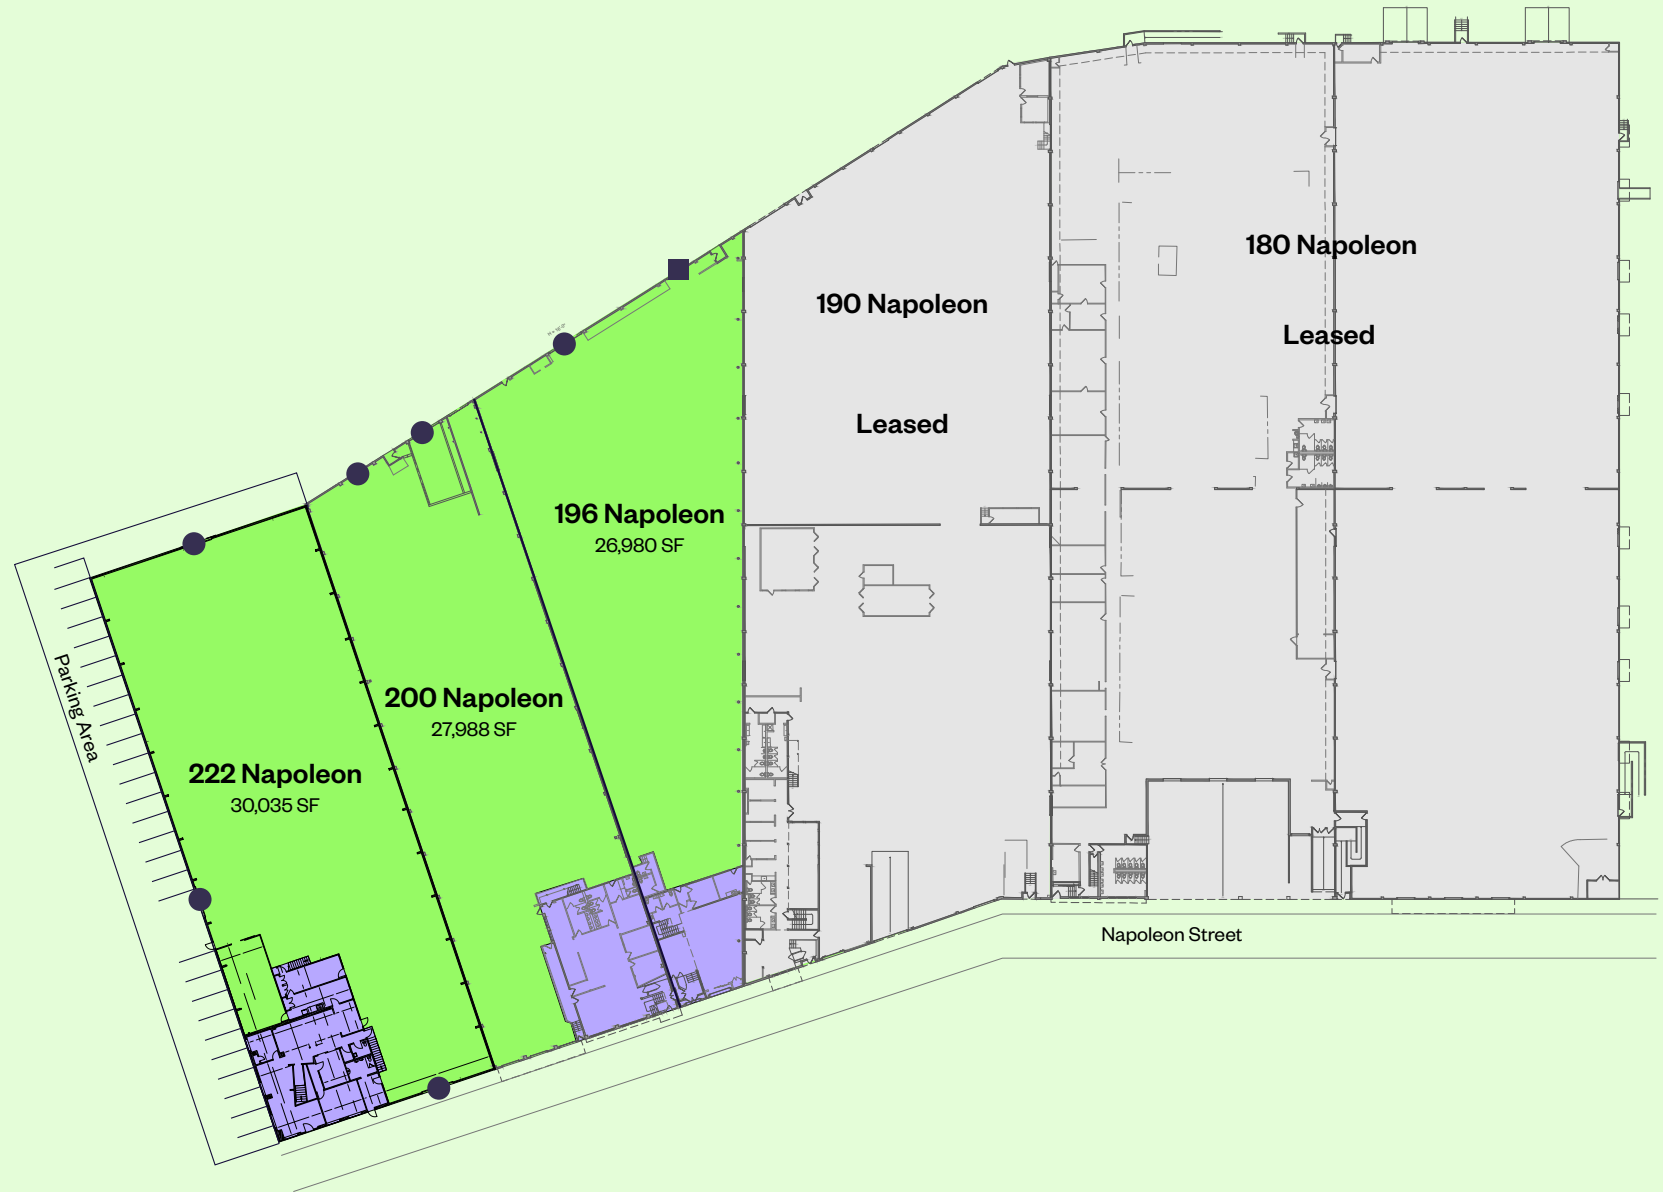 180 Napoleon
Leased
190 Napoleon
Leased
196 Napoleon
26,980 SF
200 Napoleon
27,988 SF
222 Napoleon
30,035 SF
Parking Area
Napoleon Street